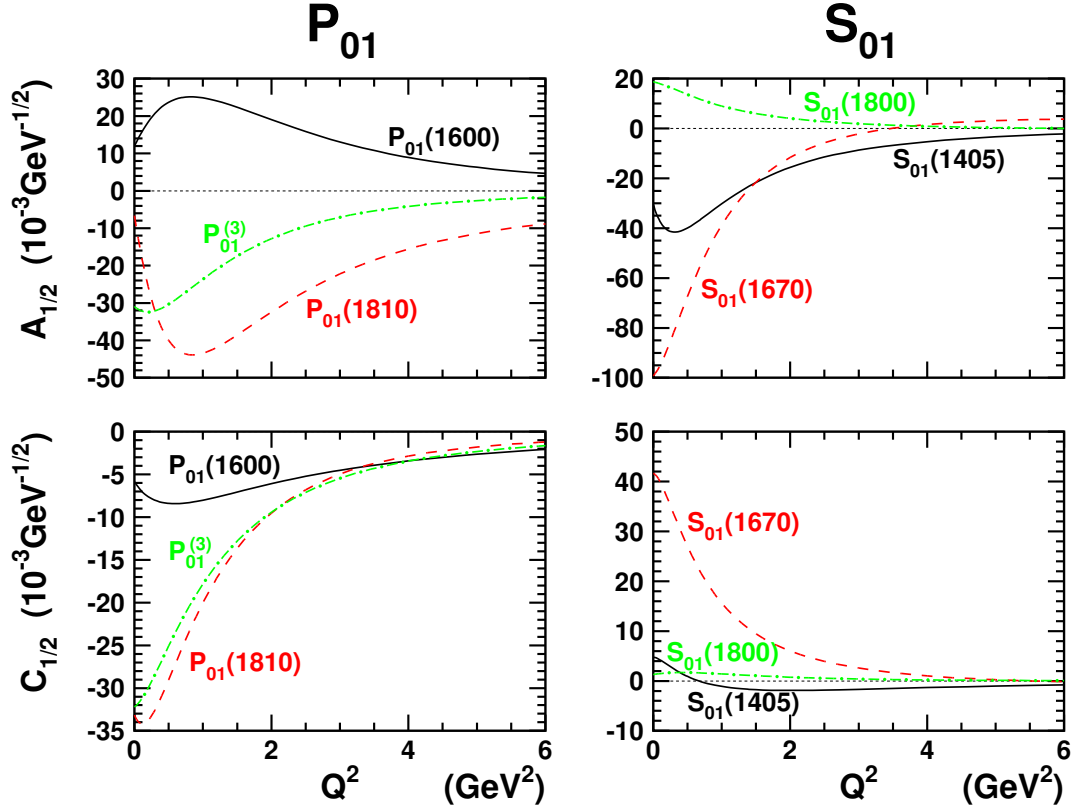 P₀₁
S₀₁
A₁/₂ (10⁻³GeV⁻¹/²)
30
20
10
0
-10
-20
-30
-40
-50
P₀₁(1600)
P₀₁⁽³⁾
P₀₁(1810)
20
0
-20
-40
-60
-80
-100
S₀₁(1800)
S₀₁(1405)
S₀₁(1670)
C₁/₂ (10⁻³GeV⁻¹/²)
0
-5
-10
-15
-20
-25
-30
-35
P₀₁(1600)
P₀₁⁽³⁾
P₀₁(1810)
0 2 4 6
Q² (GeV²)
50
40
30
20
10
0
-10
S₀₁(1670)
S₀₁(1800)
S₀₁(1405)
0 2 4 6
Q² (GeV²)